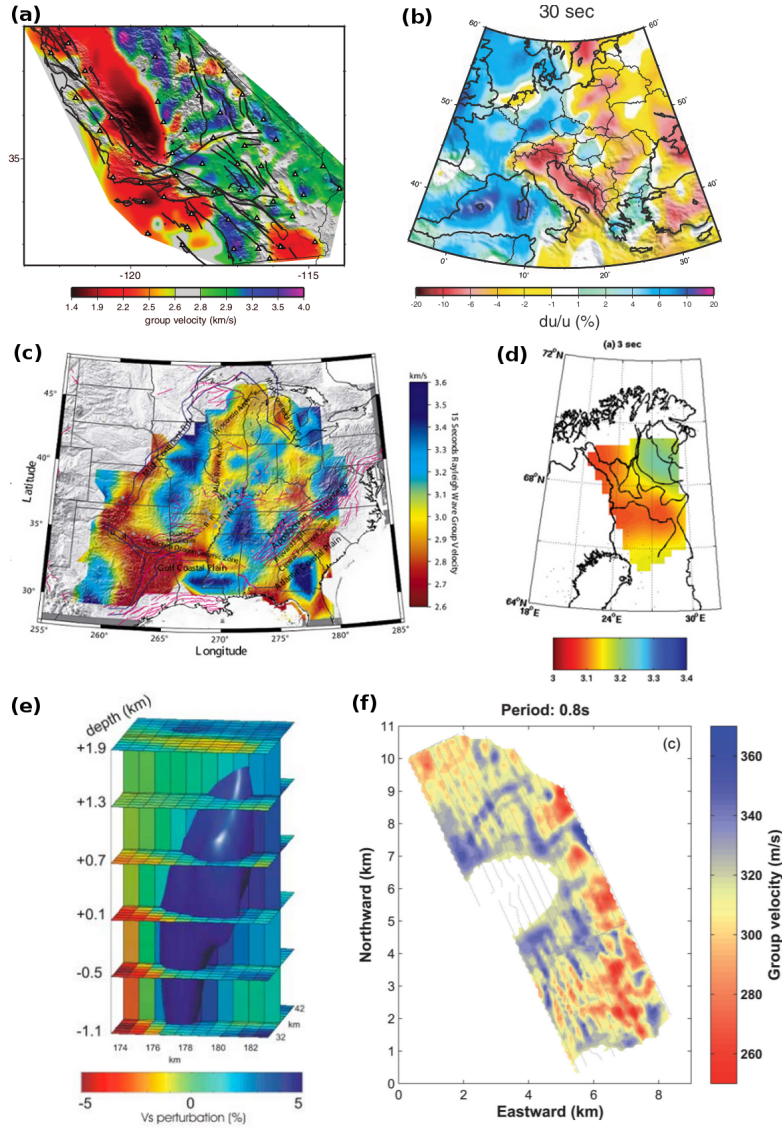 (a)
35
-120
-115
1.4 1.9 2.2 2.5 2.6 2.8 2.9 3.2 3.5 4.0
group velocity (km/s)
(b)
30 sec
60˚ 60˚
50˚ 50˚
40˚ 40˚
0˚ 10˚ 20˚ 30˚
-20 -10 -6 -4 -2 -1 1 2 4 6 10 20
du/u (%)
(c)
45°
40°
35°
30°
Latitude
255° 260° 265° 270° 275° 280° 285°
Longitude
Gulf Coastal Plain
km/s
3.6
3.5
3.4
3.3
3.2
3.1
3.0
2.9
2.8
2.7
2.6
15 Seconds Rayleigh Wave Group Velocity
(d)
(a) 3 sec
72°N
68°N
64°N
18°E 24°E 30°E
3 3.1 3.2 3.3 3.4
(e)
depth (km)
+1.9
+1.3
+0.7
+0.1
-0.5
-1.1
174 176 178 180 182
km
42
km
32
-5 0 5
Vs perturbation (%)
(f)
Period: 0.8s
(c)
11
10
9
8
7
6
5
4
3
2
1
0
Northward (km)
0 2 4 6 8
Eastward (km)
360
340
320
300
280
260
Group velocity (m/s)